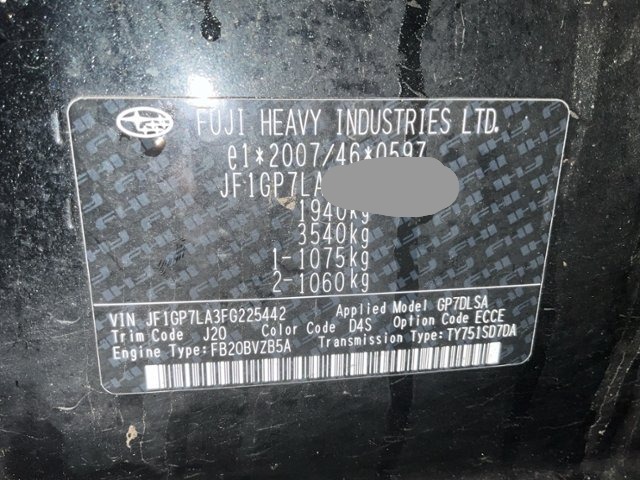 FUJI HEAVY INDUSTRIES LTD.
e1*2007/46*0597
JF1GP7LA
1940kg
3540kg
1-1075kg
2-1060kg
VIN JF1GP7LA3FG225442 Applied Model GP7DLSA
Trim Code J20 Color Code D4S Option Code ECCE
Engine Type:FB20BVZB5A Transmission Type:TY751SD7DA